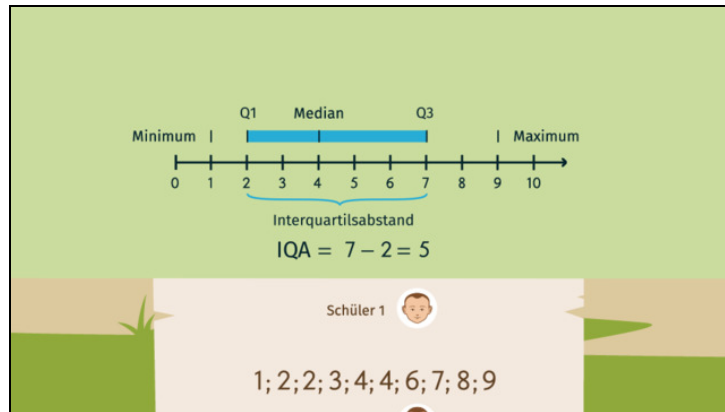 Q1 Median Q3
Minimum Maximum
0 1 2 3 4 5 6 7 8 9 10
Interquartilsabstand
IQA = 7 – 2 = 5
Schüler 1
1; 2; 2; 3; 4; 4; 6; 7; 8; 9